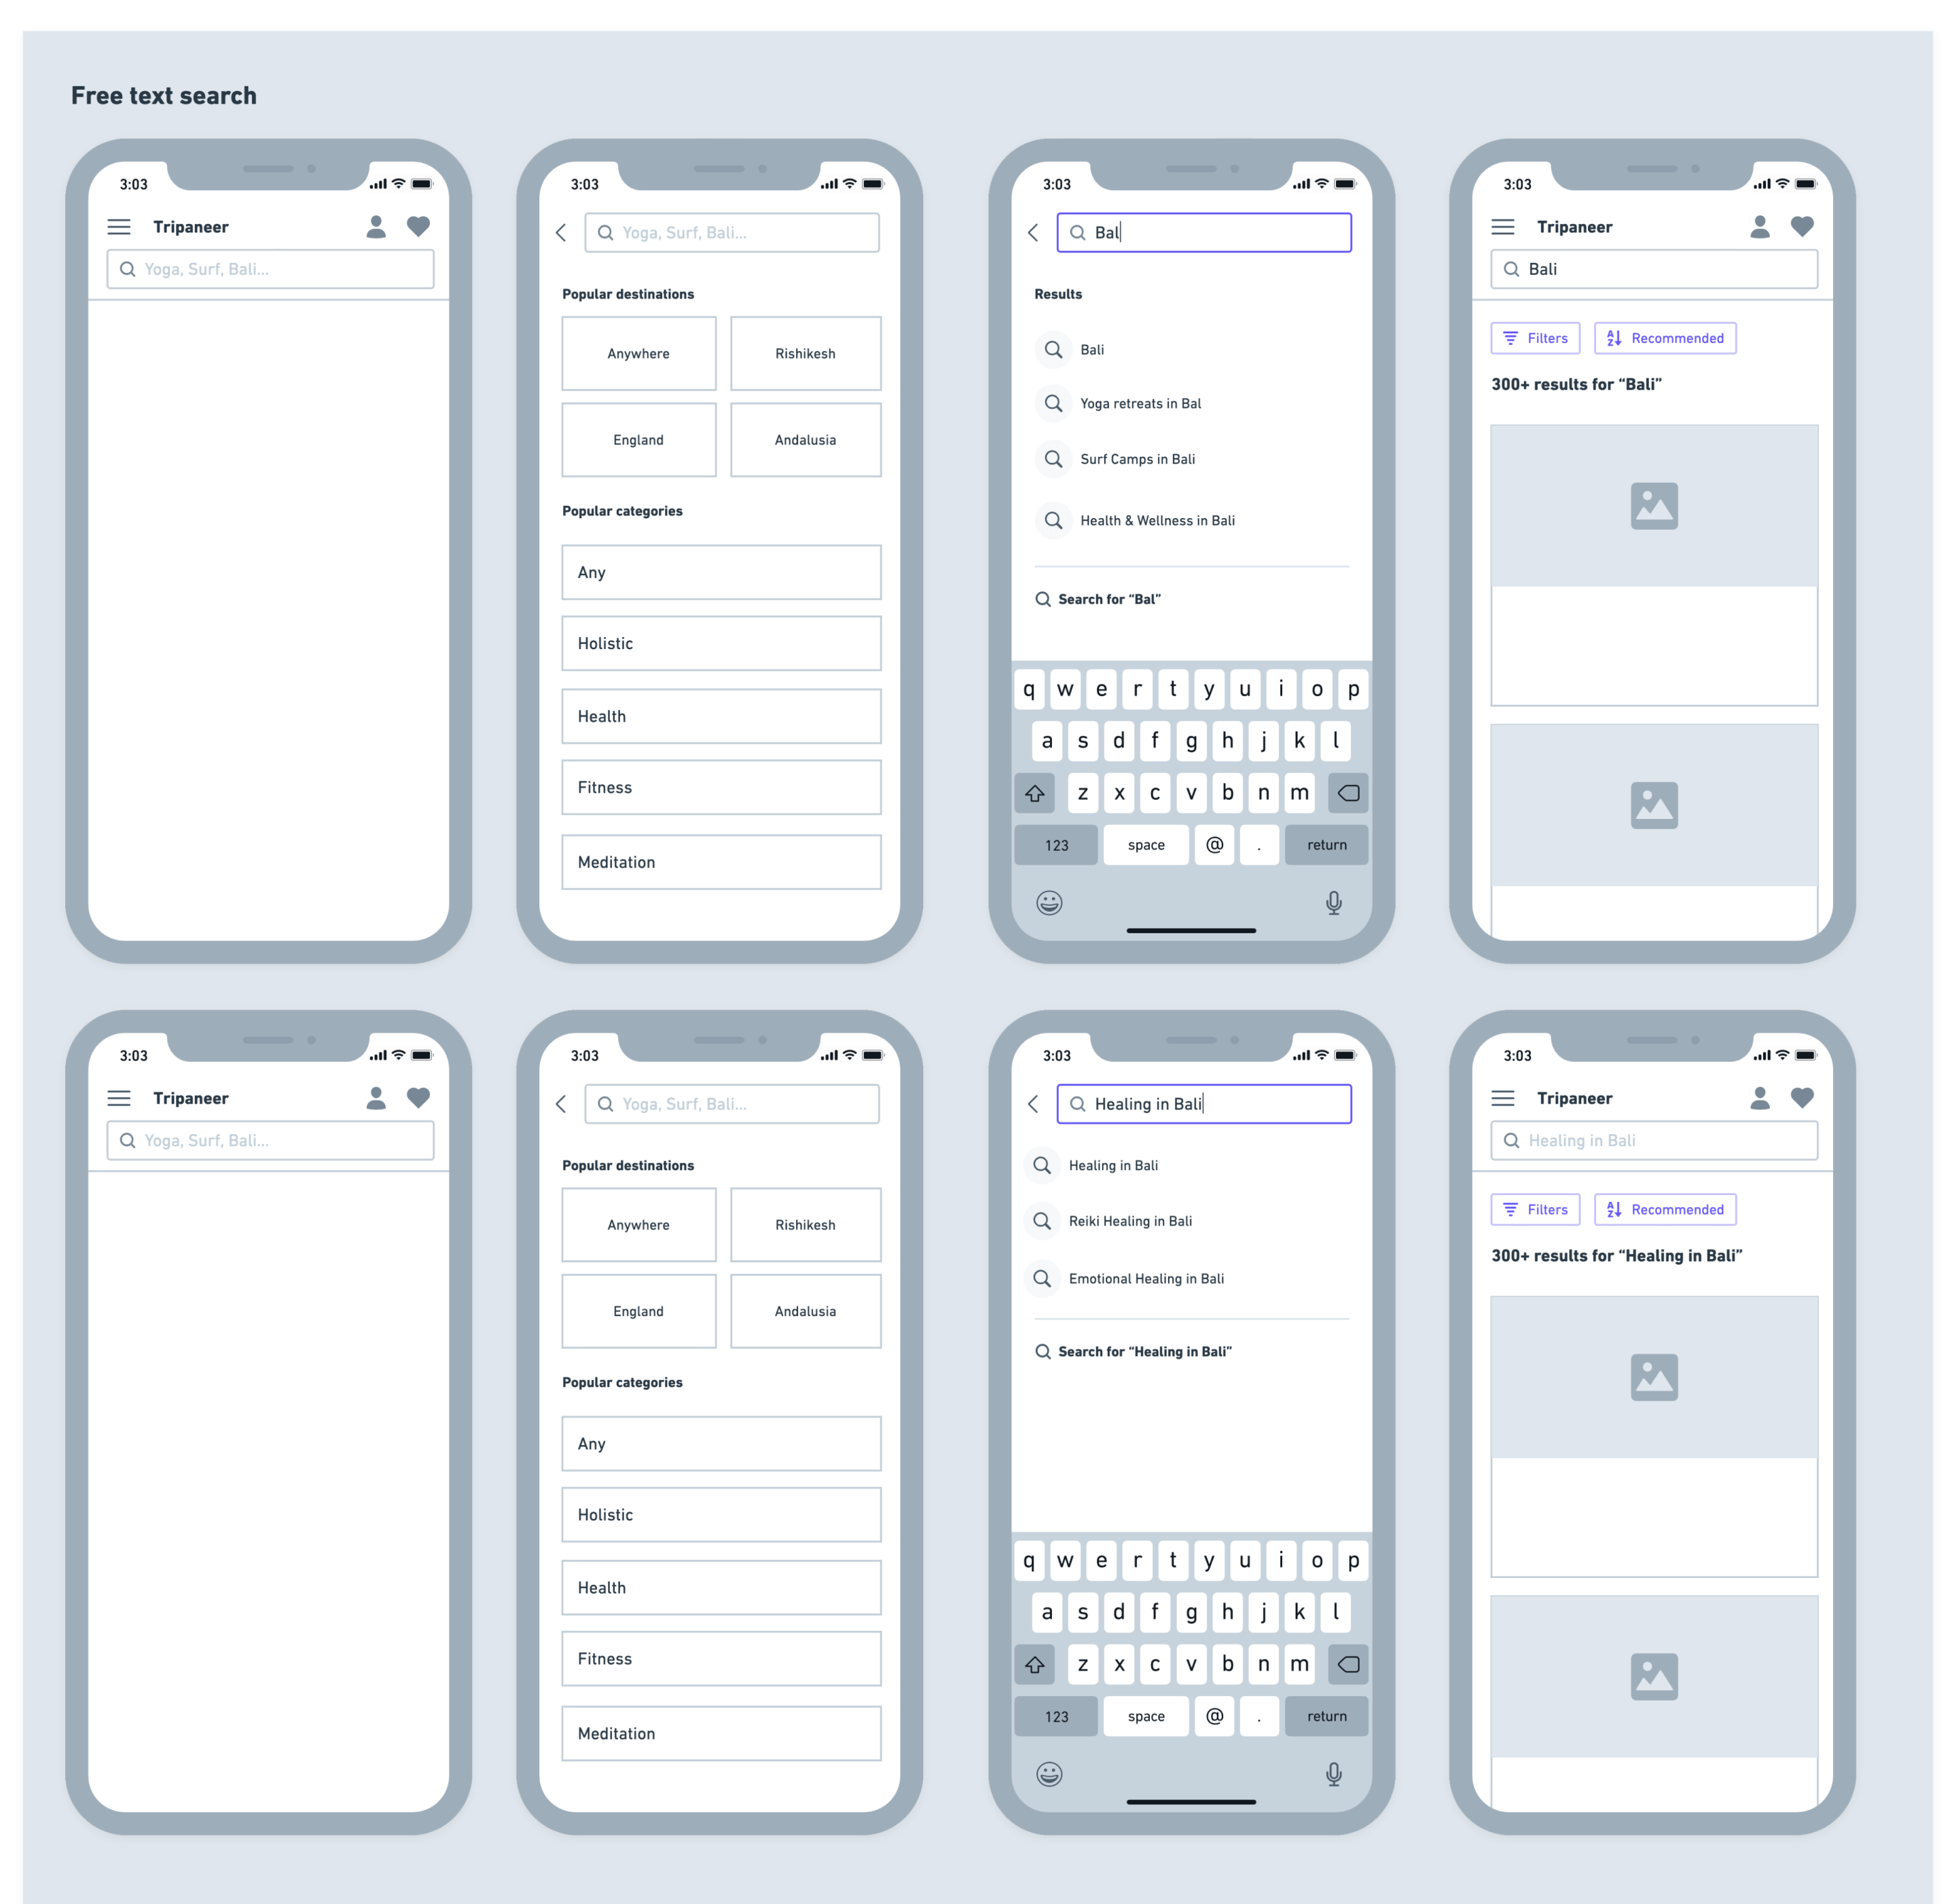 Free text search
3:03
Tripaneer
Yoga, Surf, Bali...
3:03
Yoga, Surf, Bali...
Popular destinations
Anywhere
Rishikesh
England
Andalusia
Popular categories
Any
Holistic
Health
Fitness
Meditation
3:03
Bal
Results
Bali
Yoga retreats in Bal
Surf Camps in Bali
Health & Wellness in Bali
Search for “Bal”
q w e r t y u i o p
a s d f g h j k l
z x c v b n m
123 space @ . return
3:03
Tripaneer
Bali
Filters
AZ Recommended
300+ results for “Bali”
3:03
Tripaneer
Yoga, Surf, Bali...
3:03
Yoga, Surf, Bali...
Popular destinations
Anywhere
Rishikesh
England
Andalusia
Popular categories
Any
Holistic
Health
Fitness
Meditation
3:03
Healing in Bali
Healing in Bali
Reiki Healing in Bali
Emotional Healing in Bali
Search for “Healing in Bali”
q w e r t y u i o p
a s d f g h j k l
z x c v b n m
123 space @ . return
3:03
Tripaneer
Healing in Bali
Filters
AZ Recommended
300+ results for “Healing in Bali”